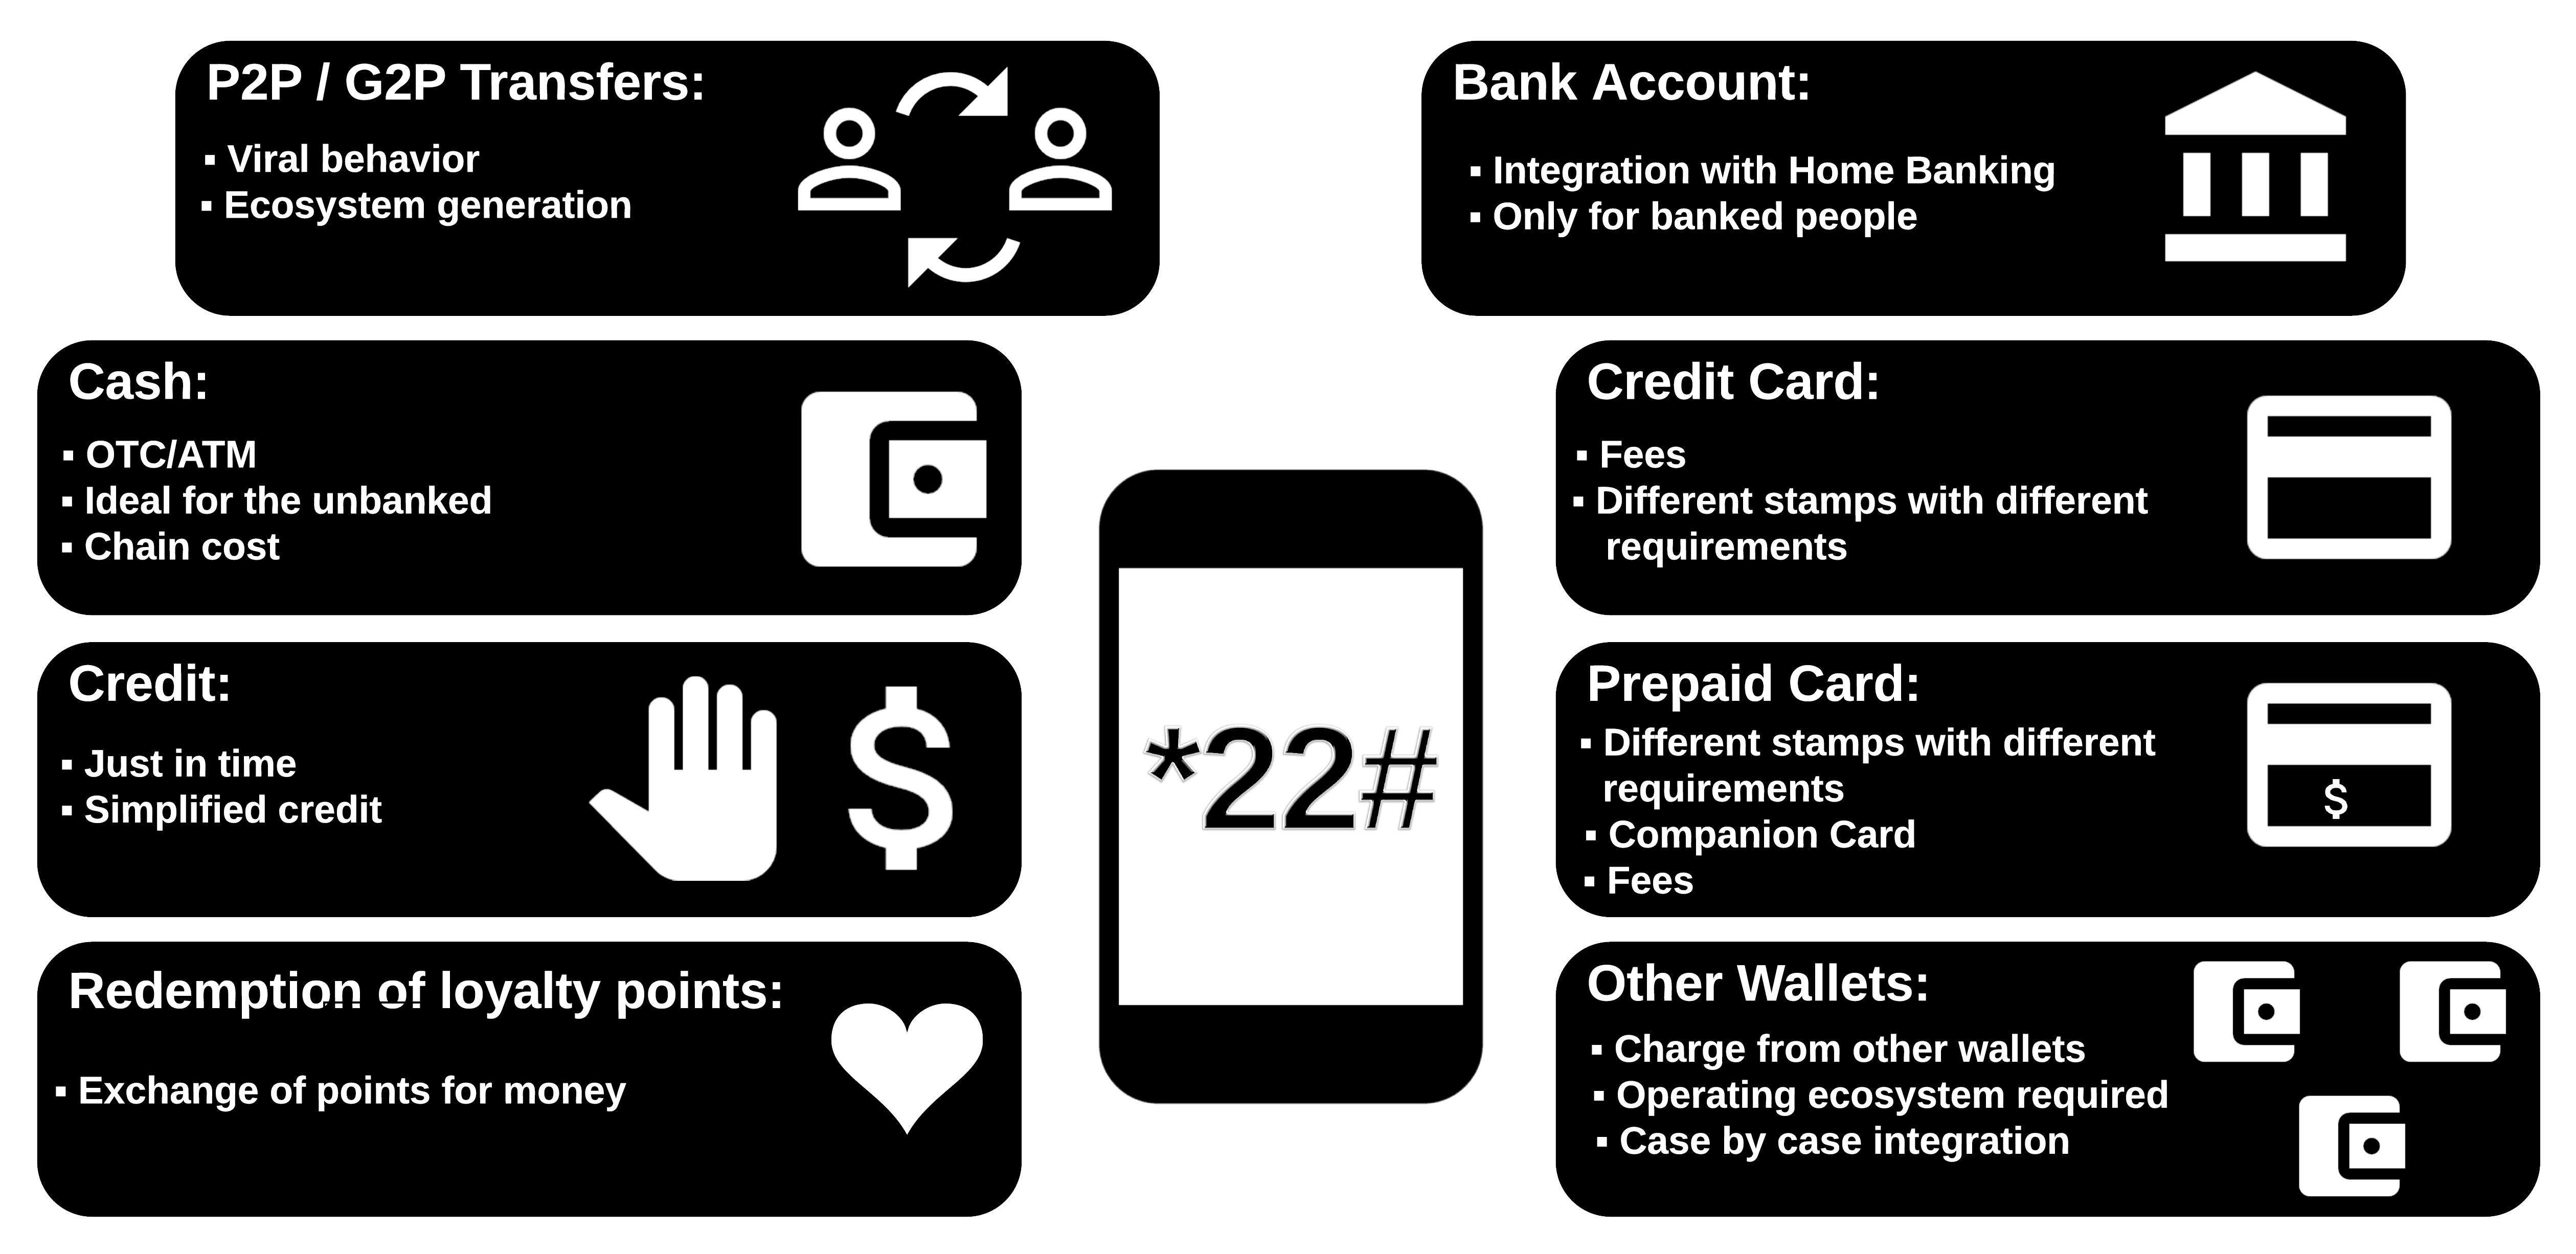 P2P / G2P Transfers:
▪ Viral behavior
▪ Ecosystem generation
Bank Account:
▪ Integration with Home Banking
▪ Only for banked people
Cash:
▪ OTC/ATM
▪ Ideal for the unbanked
▪ Chain cost
Credit Card:
▪ Fees
▪ Different stamps with different
requirements
Credit:
▪ Just in time
▪ Simplified credit
*22#
Prepaid Card:
▪ Different stamps with different
requirements
▪ Companion Card
▪ Fees
$
Redemption of loyalty points:
▪ Exchange of points for money
Other Wallets:
▪ Charge from other wallets
▪ Operating ecosystem required
▪ Case by case integration